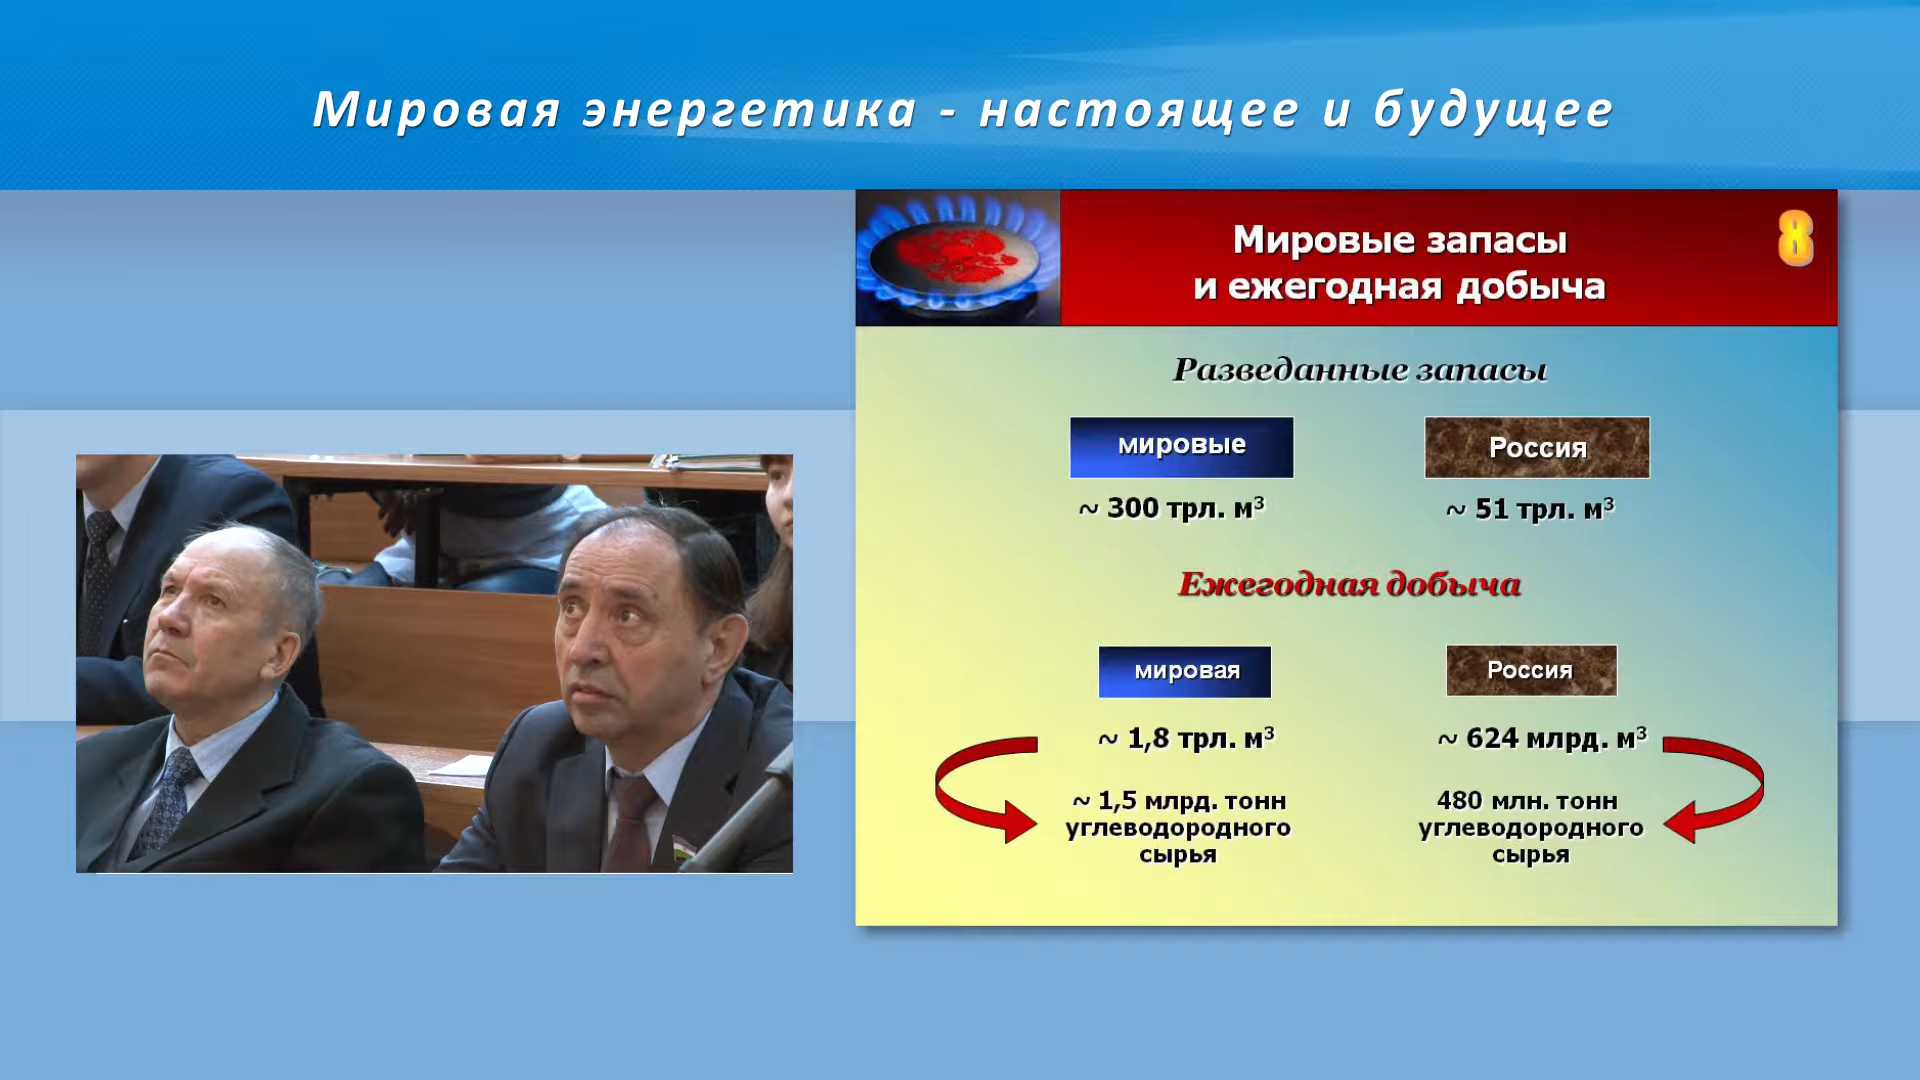 Мировая энергетика - настоящее и будущее
Мировые запасы
и ежегодная добыча
8
Разведанные запасы
мировые
Россия
~ 300 трл. м³
~ 51 трл. м³
Ежегодная добыча
мировая
Россия
~ 1,8 трл. м³
~ 624 млрд. м³
~ 1,5 млрд. тонн
углеводородного
сырья
480 млн. тонн
углеводородного
сырья